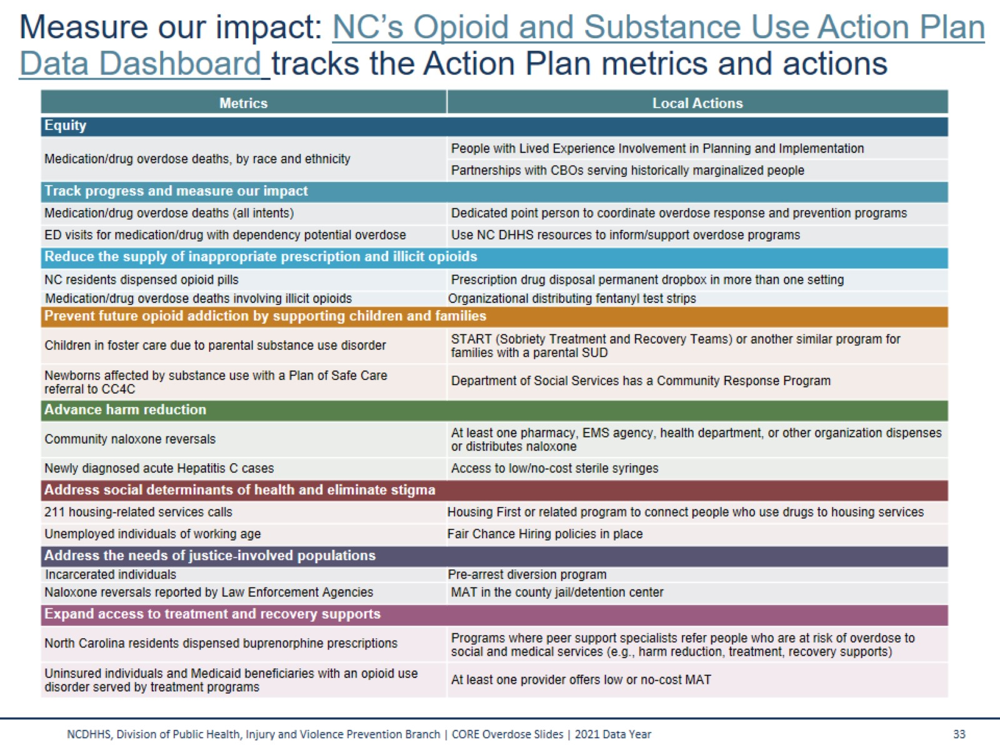 Measure our impact: NC’s Opioid and Substance Use Action Plan
Data Dashboard tracks the Action Plan metrics and actions
Metrics
Local Actions
Equity
Medication/drug overdose deaths, by race and ethnicity
People with Lived Experience Involvement in Planning and Implementation
Partnerships with CBOs serving historically marginalized people
Track progress and measure our impact
Medication/drug overdose deaths (all intents)
Dedicated point person to coordinate overdose response and prevention programs
ED visits for medication/drug with dependency potential overdose
Use NC DHHS resources to inform/support overdose programs
Reduce the supply of inappropriate prescription and illicit opioids
NC residents dispensed opioid pills
Prescription drug disposal permanent dropbox in more than one setting
Medication/drug overdose deaths involving illicit opioids
Organizational distributing fentanyl test strips
Prevent future opioid addiction by supporting children and families
Children in foster care due to parental substance use disorder
START (Sobriety Treatment and Recovery Teams) or another similar program for
families with a parental SUD
Newborns affected by substance use with a Plan of Safe Care
referral to CC4C
Department of Social Services has a Community Response Program
Advance harm reduction
Community naloxone reversals
At least one pharmacy, EMS agency, health department, or other organization dispenses
or distributes naloxone
Newly diagnosed acute Hepatitis C cases
Access to low/no-cost sterile syringes
Address social determinants of health and eliminate stigma
211 housing-related services calls
Housing First or related program to connect people who use drugs to housing services
Unemployed individuals of working age
Fair Chance Hiring policies in place
Address the needs of justice-involved populations
Incarcerated individuals
Pre-arrest diversion program
Naloxone reversals reported by Law Enforcement Agencies
MAT in the county jail/detention center
Expand access to treatment and recovery supports
North Carolina residents dispensed buprenorphine prescriptions
Programs where peer support specialists refer people who are at risk of overdose to
social and medical services (e.g., harm reduction, treatment, recovery supports)
Uninsured individuals and Medicaid beneficiaries with an opioid use
disorder served by treatment programs
At least one provider offers low or no-cost MAT
NCDHHS, Division of Public Health, Injury and Violence Prevention Branch | CORE Overdose Slides | 2021 Data Year
33